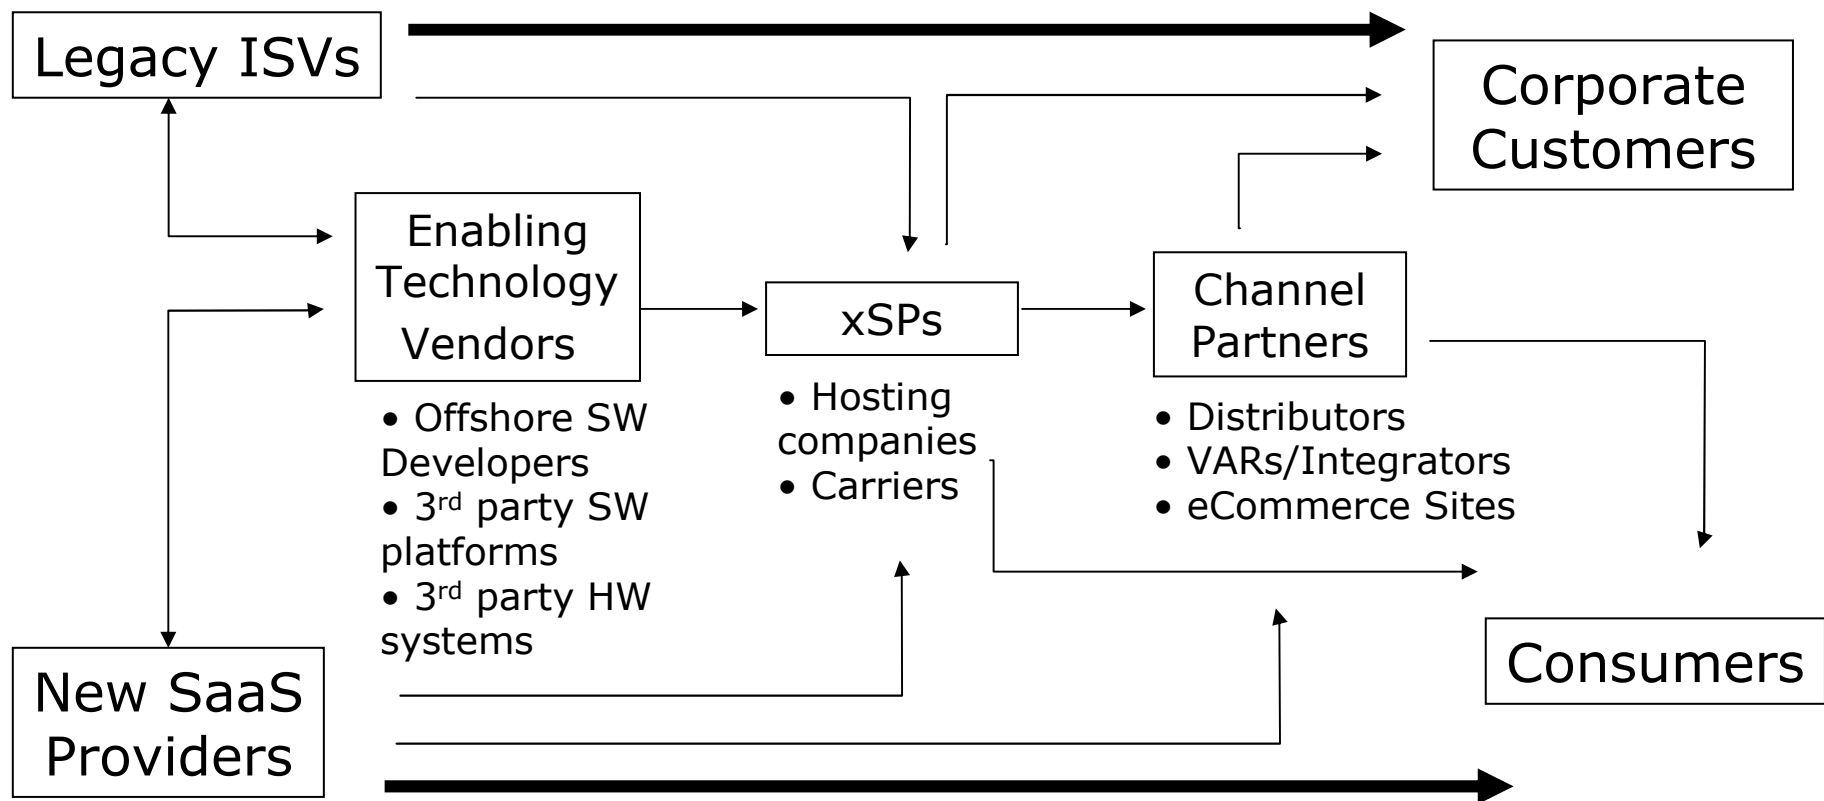 Legacy ISVs
Corporate
Customers
Enabling
Technology
Vendors
xSPs
Channel
Partners
• Offshore SW
Developers
• 3rd party SW
platforms
• 3rd party HW
systems
• Hosting
companies
• Carriers
• Distributors
• VARs/Integrators
• eCommerce Sites
New SaaS
Providers
Consumers